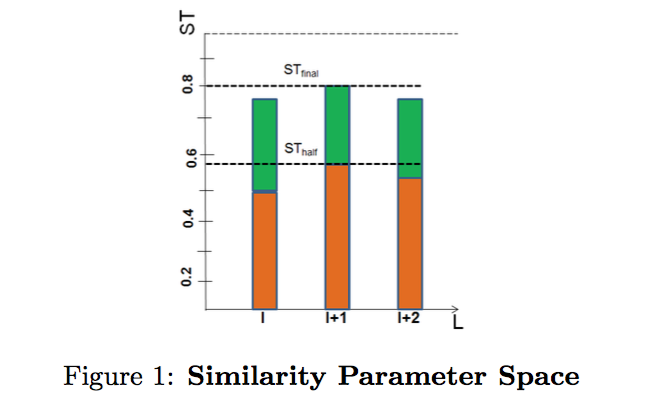 ST
0.8
0.6
0.4
0.2
STfinal
SThalf
l
l+1
l+2
L
Figure 1: Similarity Parameter Space